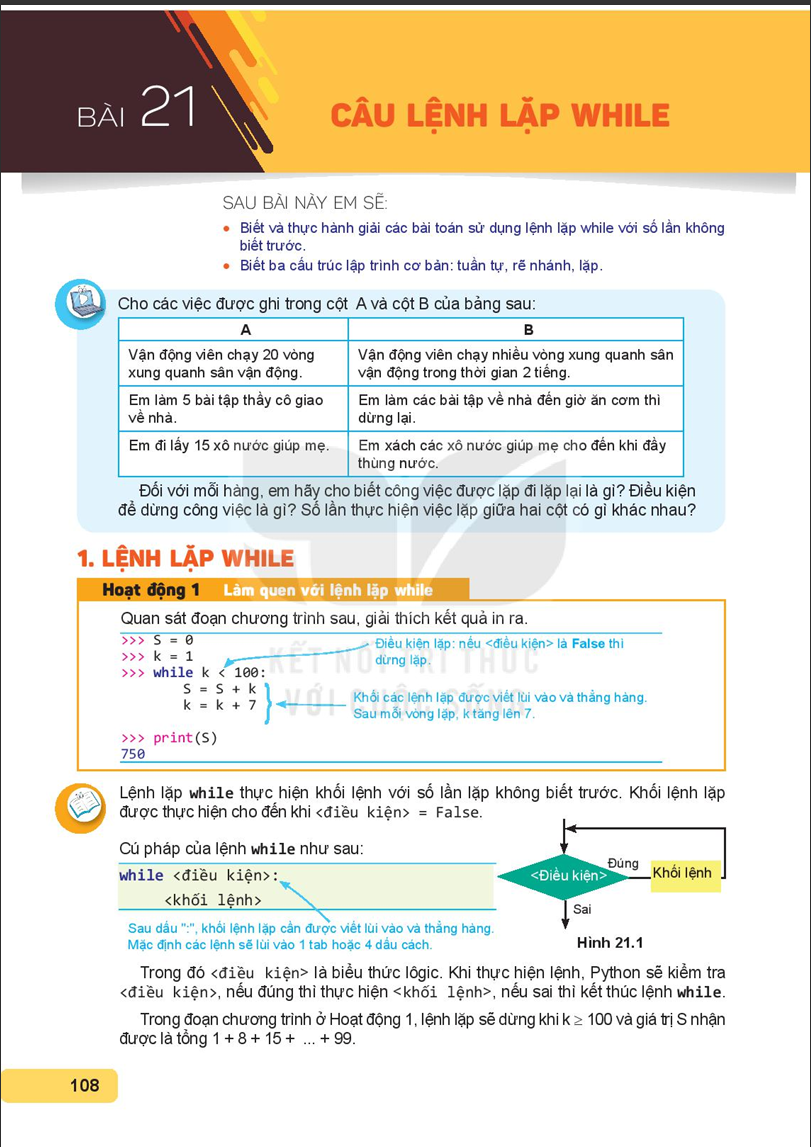 BÀI 21
CÂU LỆNH LẶP WHILE
SAU BÀI NÀY EM SẼ:
• Biết và thực hành giải các bài toán sử dụng lệnh lặp while với số lần không
biết trước.
• Biết ba cấu trúc lập trình cơ bản: tuần tự, rẽ nhánh, lặp.
Cho các việc được ghi trong cột A và cột B của bảng sau:
A B
Vận động viên chạy 20 vòng
xung quanh sân vận động.
Vận động viên chạy nhiều vòng xung quanh sân
vận động trong thời gian 2 tiếng.
Em làm 5 bài tập thầy cô giao
về nhà.
Em làm các bài tập về nhà đến giờ ăn cơm thì
dừng lại.
Em đi lấy 15 xô nước giúp mẹ.
Em xách các xô nước giúp mẹ cho đến khi đầy
thùng nước.
Đối với mỗi hàng, em hãy cho biết công việc được lặp đi lặp lại là gì? Điều kiện
để dừng công việc là gì? Số lần thực hiện việc lặp giữa hai cột có gì khác nhau?
1. LỆNH LẶP WHILE
Hoạt động 1 Làm quen với lệnh lặp while
Quan sát đoạn chương trình sau, giải thích kết quả in ra.
>>> S = 0
>>> k = 1
>>> while k < 100:
S = S + k
k = k + 7
>>> print(S)
750
Điều kiện lặp: nếu <điều kiện> là False thì
dừng lặp.
Khối các lệnh lặp được viết lùi vào và thẳng hàng.
Sau mỗi vòng lặp, k tăng lên 7.
KẾT NỐI TRI THỨC
VỚI CUỘC SỐNG
Lệnh lặp while thực hiện khối lệnh với số lần lặp không biết trước. Khối lệnh lặp
được thực hiện cho đến khi <điều kiện> = False.
Cú pháp của lệnh while như sau:
while <điều kiện>:
<khối lệnh>
Sau dấu ":", khối lệnh lặp cần được viết lùi vào và thẳng hàng.
Mặc định các lệnh sẽ lùi vào 1 tab hoặc 4 dấu cách.
<Điều kiện>
Đúng
Khối lệnh
Sai
Hình 21.1
Trong đó <điều kiện> là biểu thức lôgic. Khi thực hiện lệnh, Python sẽ kiểm tra
<điều kiện>, nếu đúng thì thực hiện <khối lệnh>, nếu sai thì kết thúc lệnh while.
Trong đoạn chương trình ở Hoạt động 1, lệnh lặp sẽ dừng khi k ≥ 100 và giá trị S nhận
được là tổng 1 + 8 + 15 + ... + 99.
108